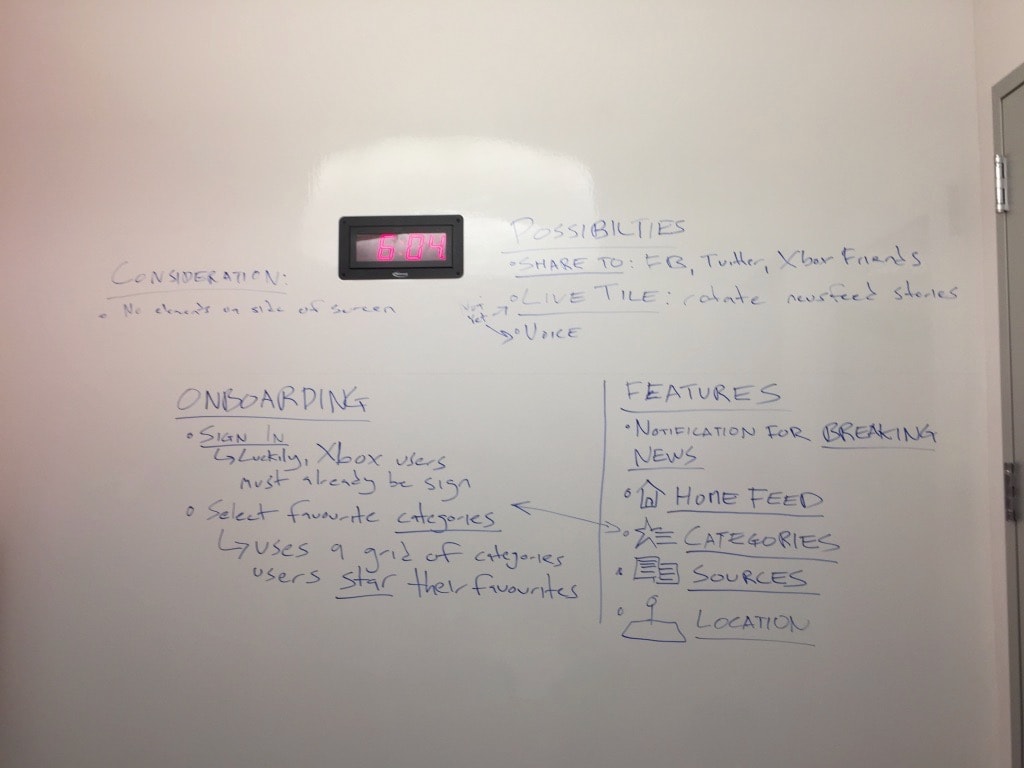 6:04
CONSIDERATION:
• No elements on side of screen
POSSIBILTIES
• SHARE TO: FB, Twitter, Xbox Friends
• LIVE TILE: rotate newsfeed stories
• VOICE
ONBOARDING
• SIGN IN
↳ Luckily, Xbox users
must already be sign
• Select favourite categories
↳ uses a grid of categories
users star their favourites
FEATURES
• NOTIFICATION FOR BREAKING
NEWS
• HOME FEED
• CATEGORIES
• SOURCES
• LOCATION